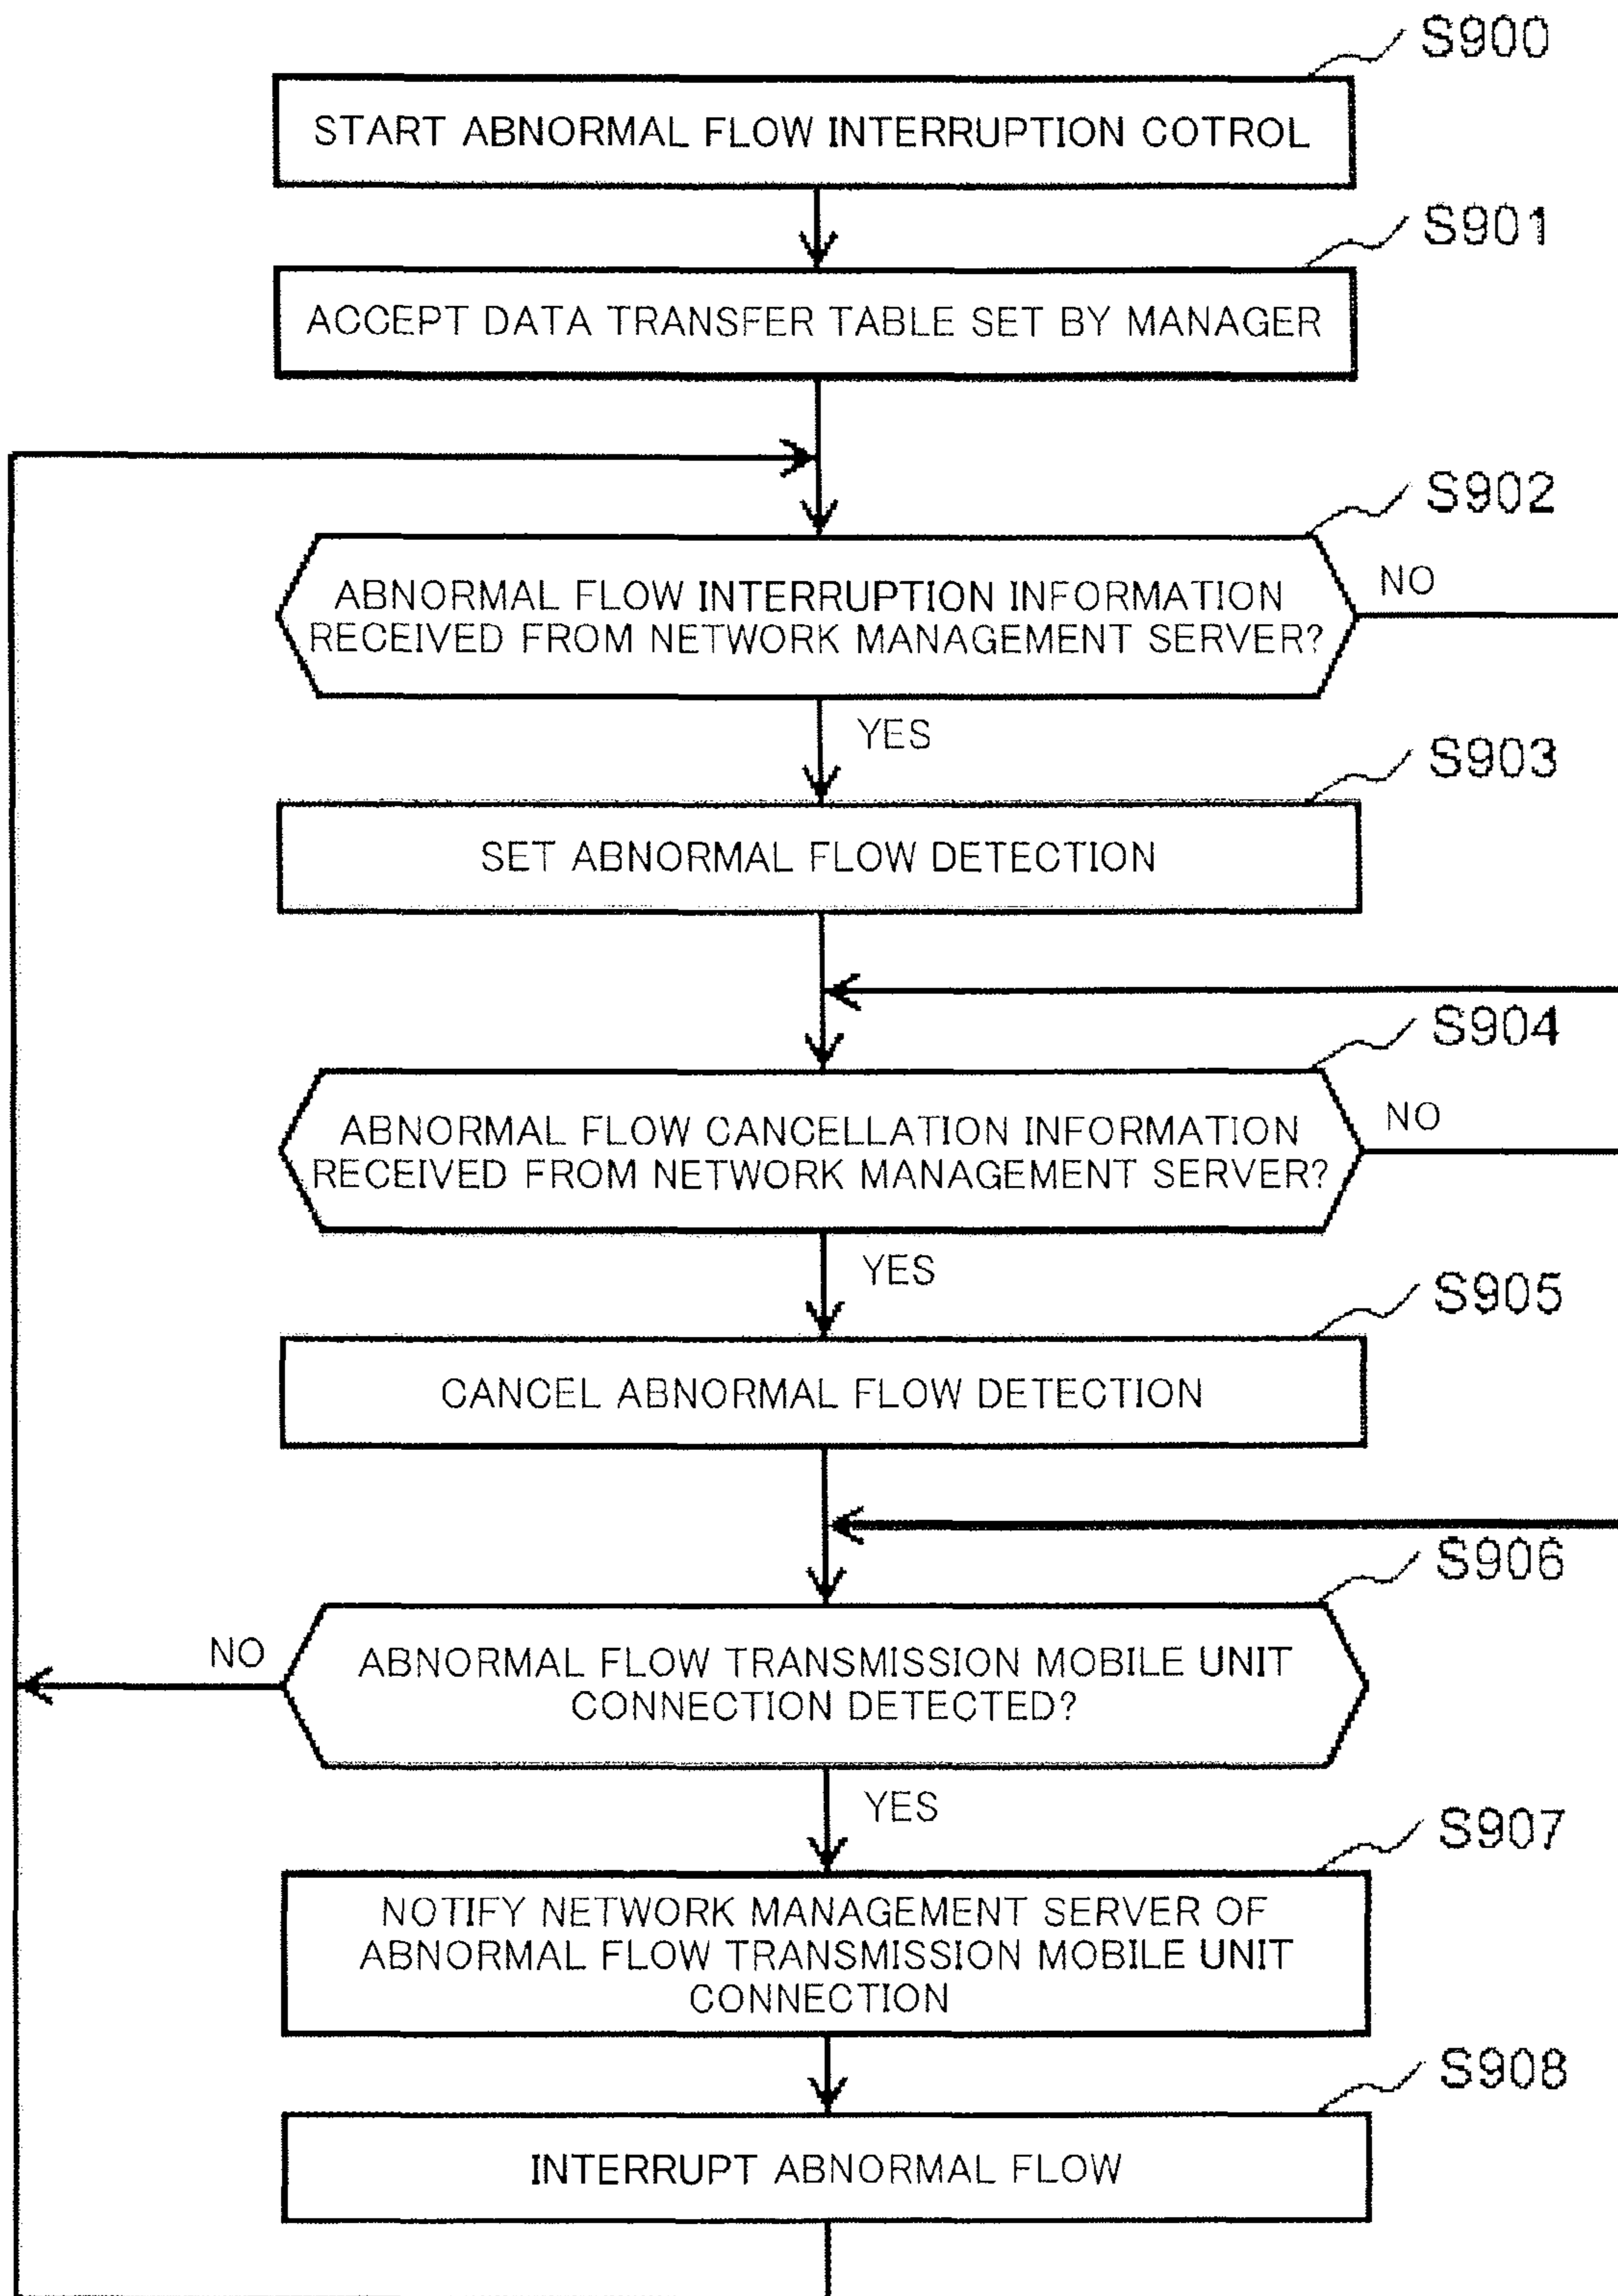 S900
START ABNORMAL FLOW INTERRUPTION COTROL
S901
ACCEPT DATA TRANSFER TABLE SET BY MANAGER
S902
ABNORMAL FLOW INTERRUPTION INFORMATION
RECEIVED FROM NETWORK MANAGEMENT SERVER?
NO
YES
S903
SET ABNORMAL FLOW DETECTION
S904
ABNORMAL FLOW CANCELLATION INFORMATION
RECEIVED FROM NETWORK MANAGEMENT SERVER?
NO
YES
S905
CANCEL ABNORMAL FLOW DETECTION
S906
NO
ABNORMAL FLOW TRANSMISSION MOBILE UNIT
CONNECTION DETECTED?
YES
S907
NOTIFY NETWORK MANAGEMENT SERVER OF
ABNORMAL FLOW TRANSMISSION MOBILE UNIT
CONNECTION
S908
INTERRUPT ABNORMAL FLOW